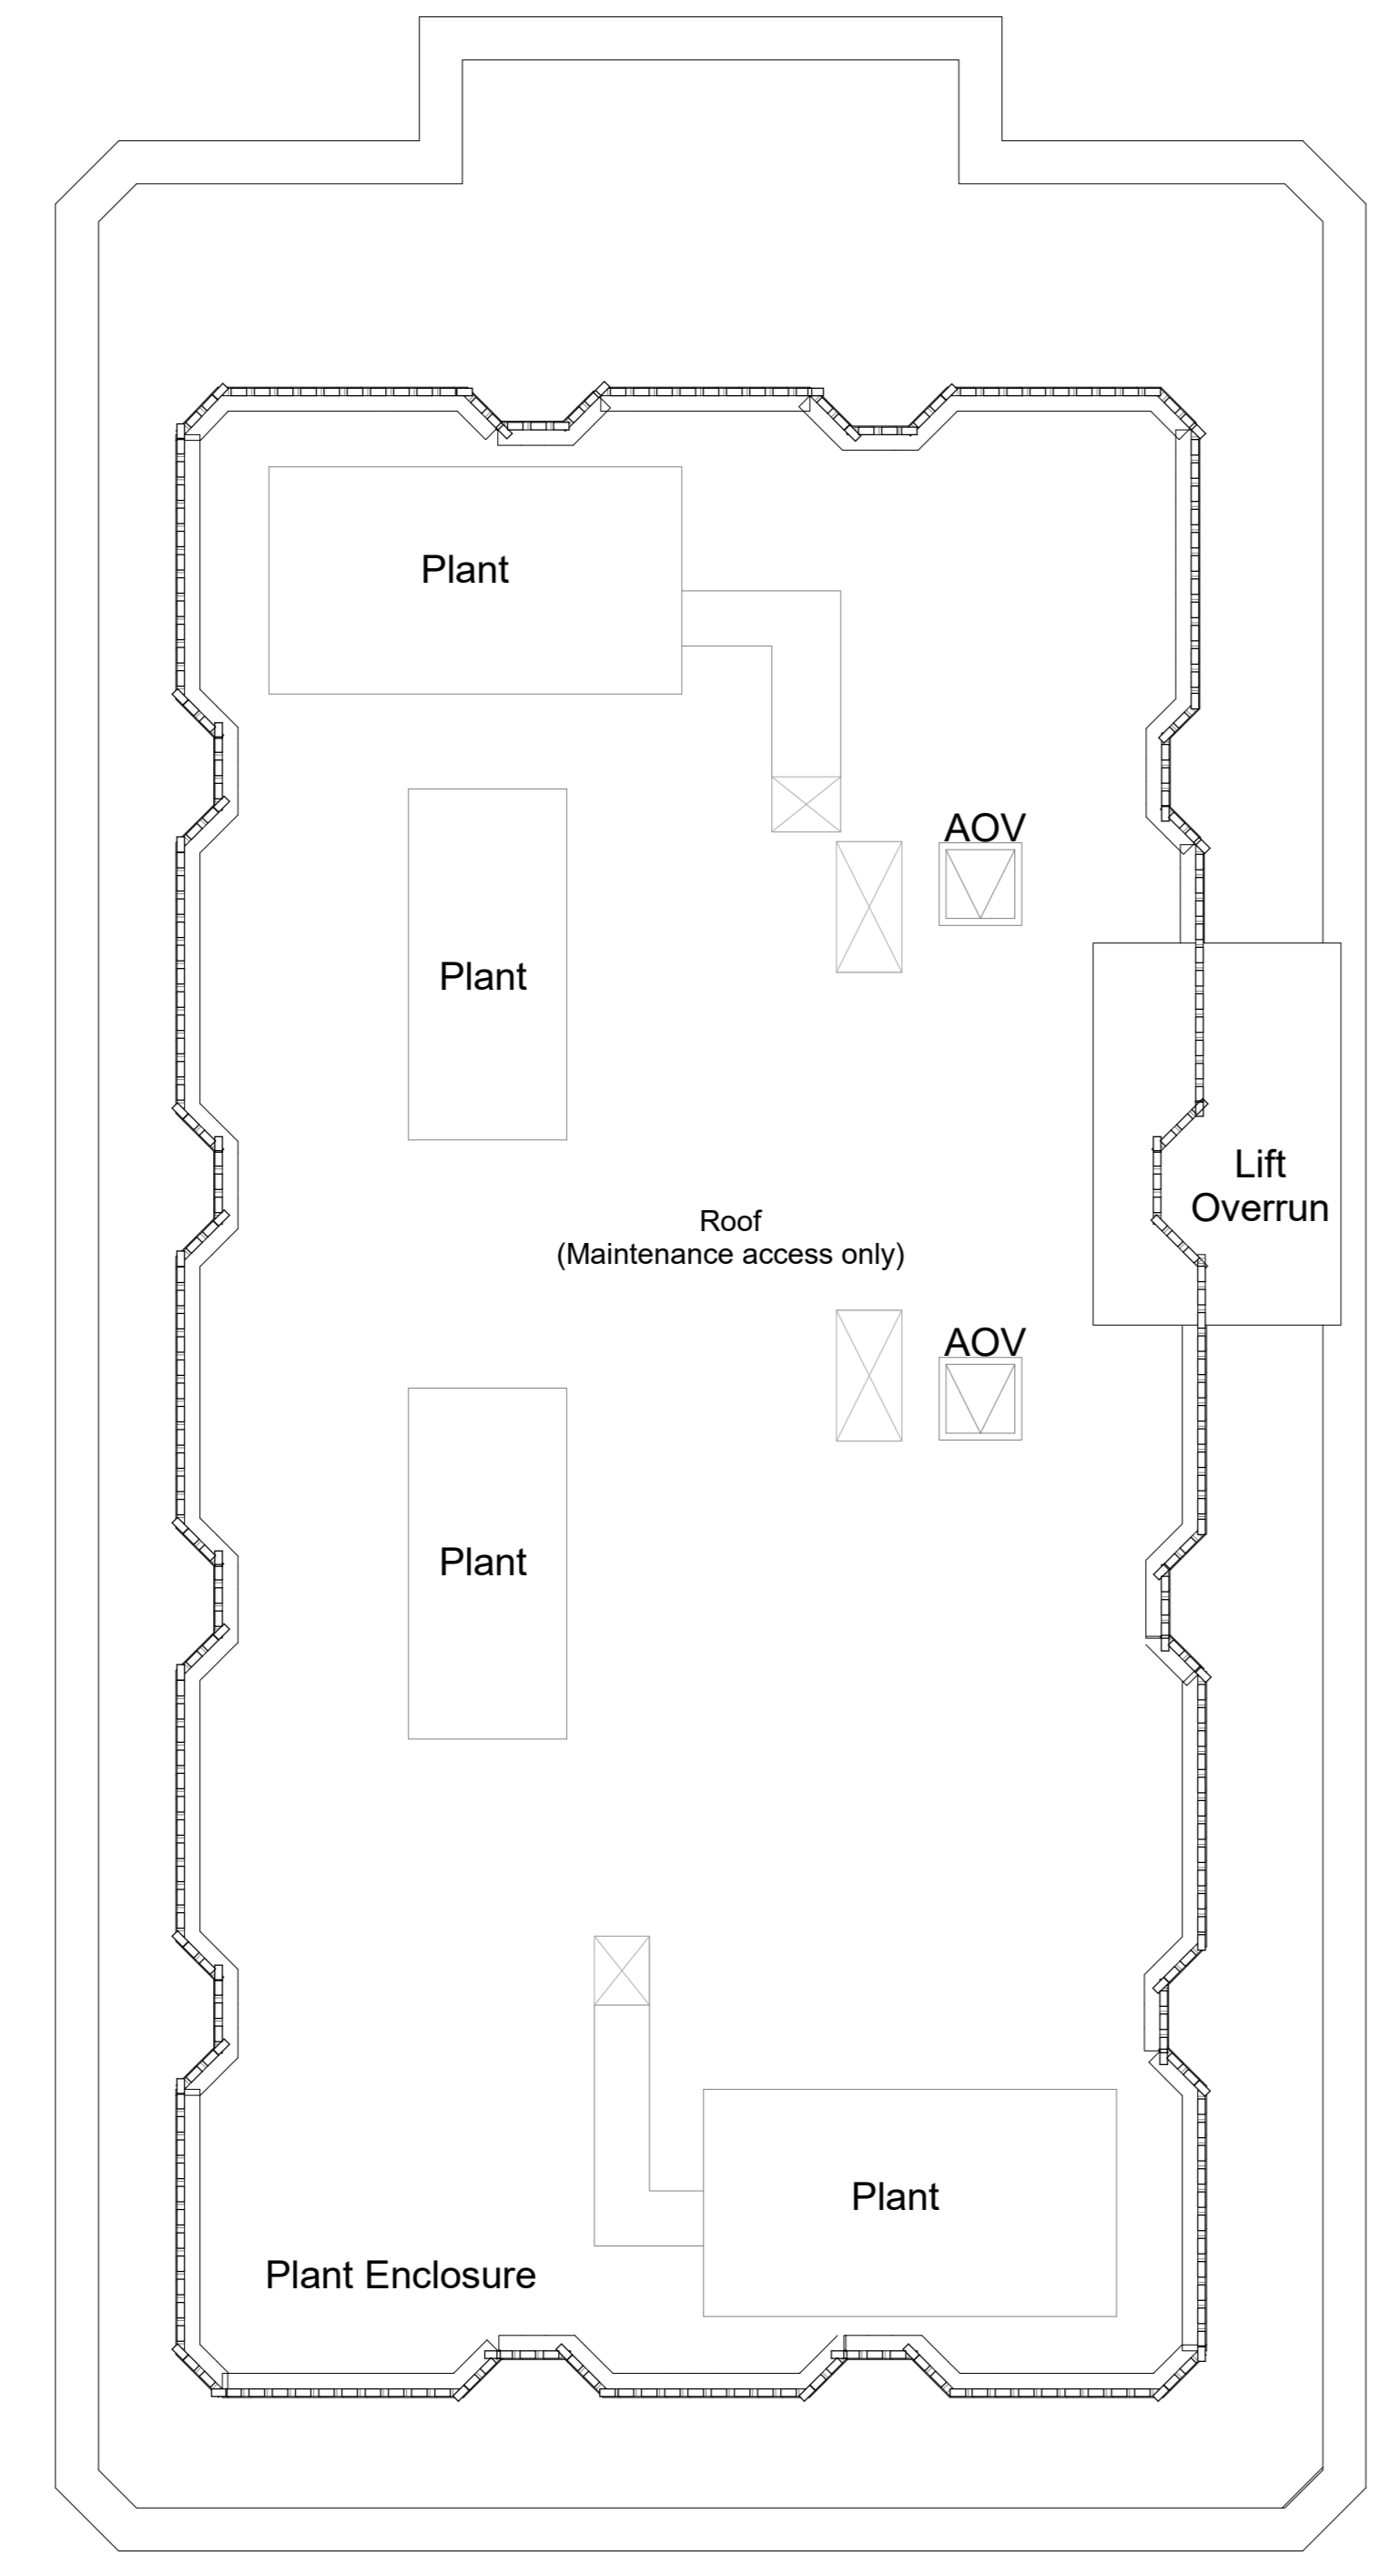 Plant
AOV
Plant
Lift
Overrun
Roof
(Maintenance access only)
AOV
Plant
Plant
Plant Enclosure